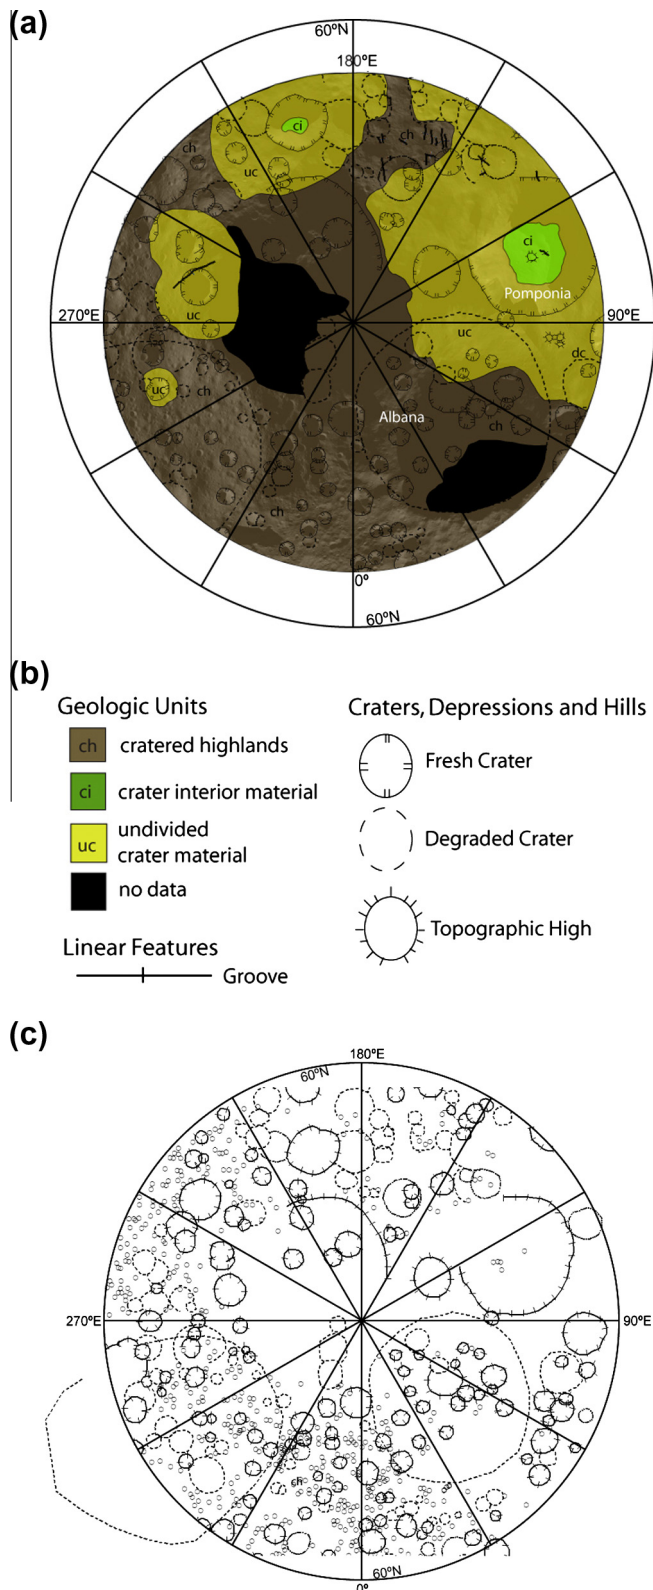 (a)
60ºN
180ºE
ci
ch
ch
uc
ci
Pomponia
270ºE
uc
uc
90ºE
dc
uc
ch
Albana
ch
ch
0º
60ºN
(b)
Geologic Units
ch cratered highlands
ci crater interior material
uc undivided
crater material
no data
Linear Features
Groove
Craters, Depressions and Hills
Fresh Crater
Degraded Crater
Topographic High
(c)
180ºE
60ºN
270ºE
90ºE
ch
60ºN
0º